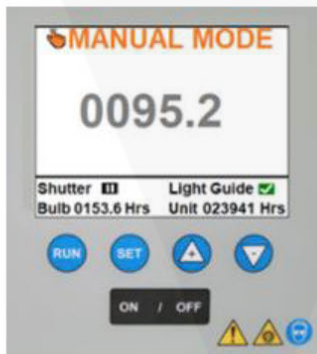 MANUAL MODE
0095.2
Shutter Light Guide
Bulb 0153.6 Hrs Unit 023941 Hrs
RUN SET + -
ON / OFF